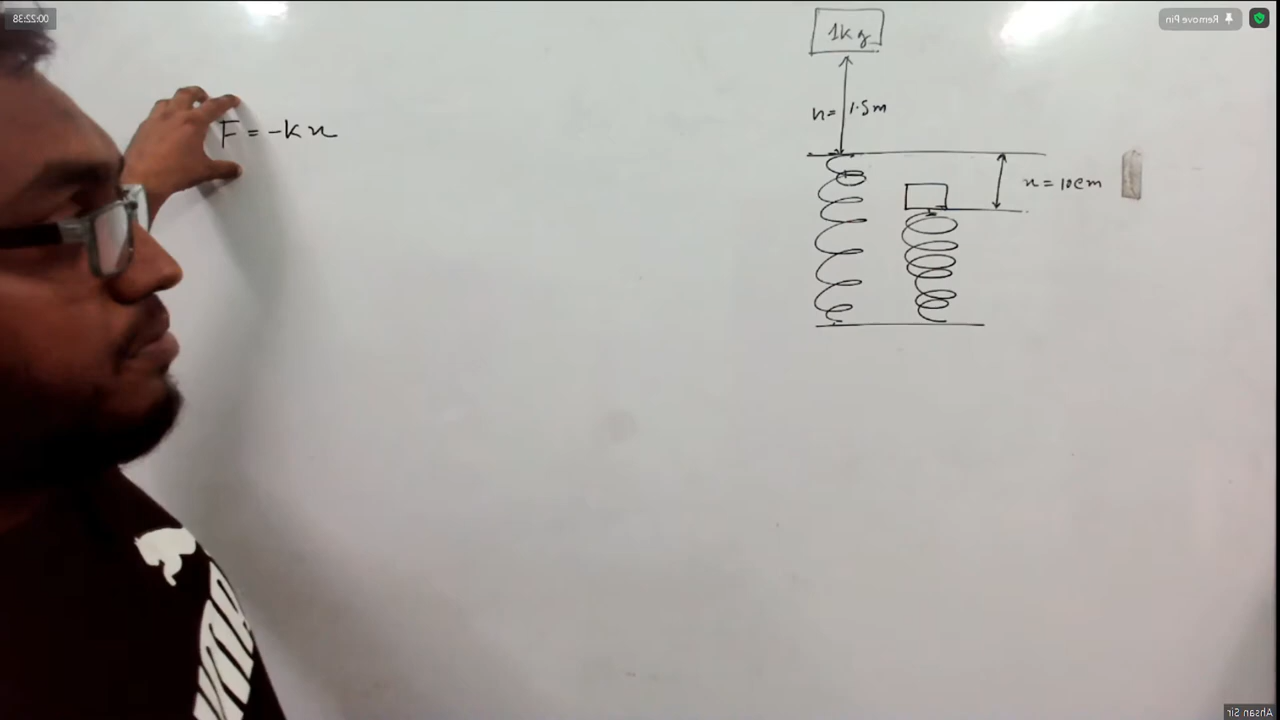 00:22:38
Remove Pin
1kg
h = 1.5m
F = -kx
x = 10cm
Ahsan Sir